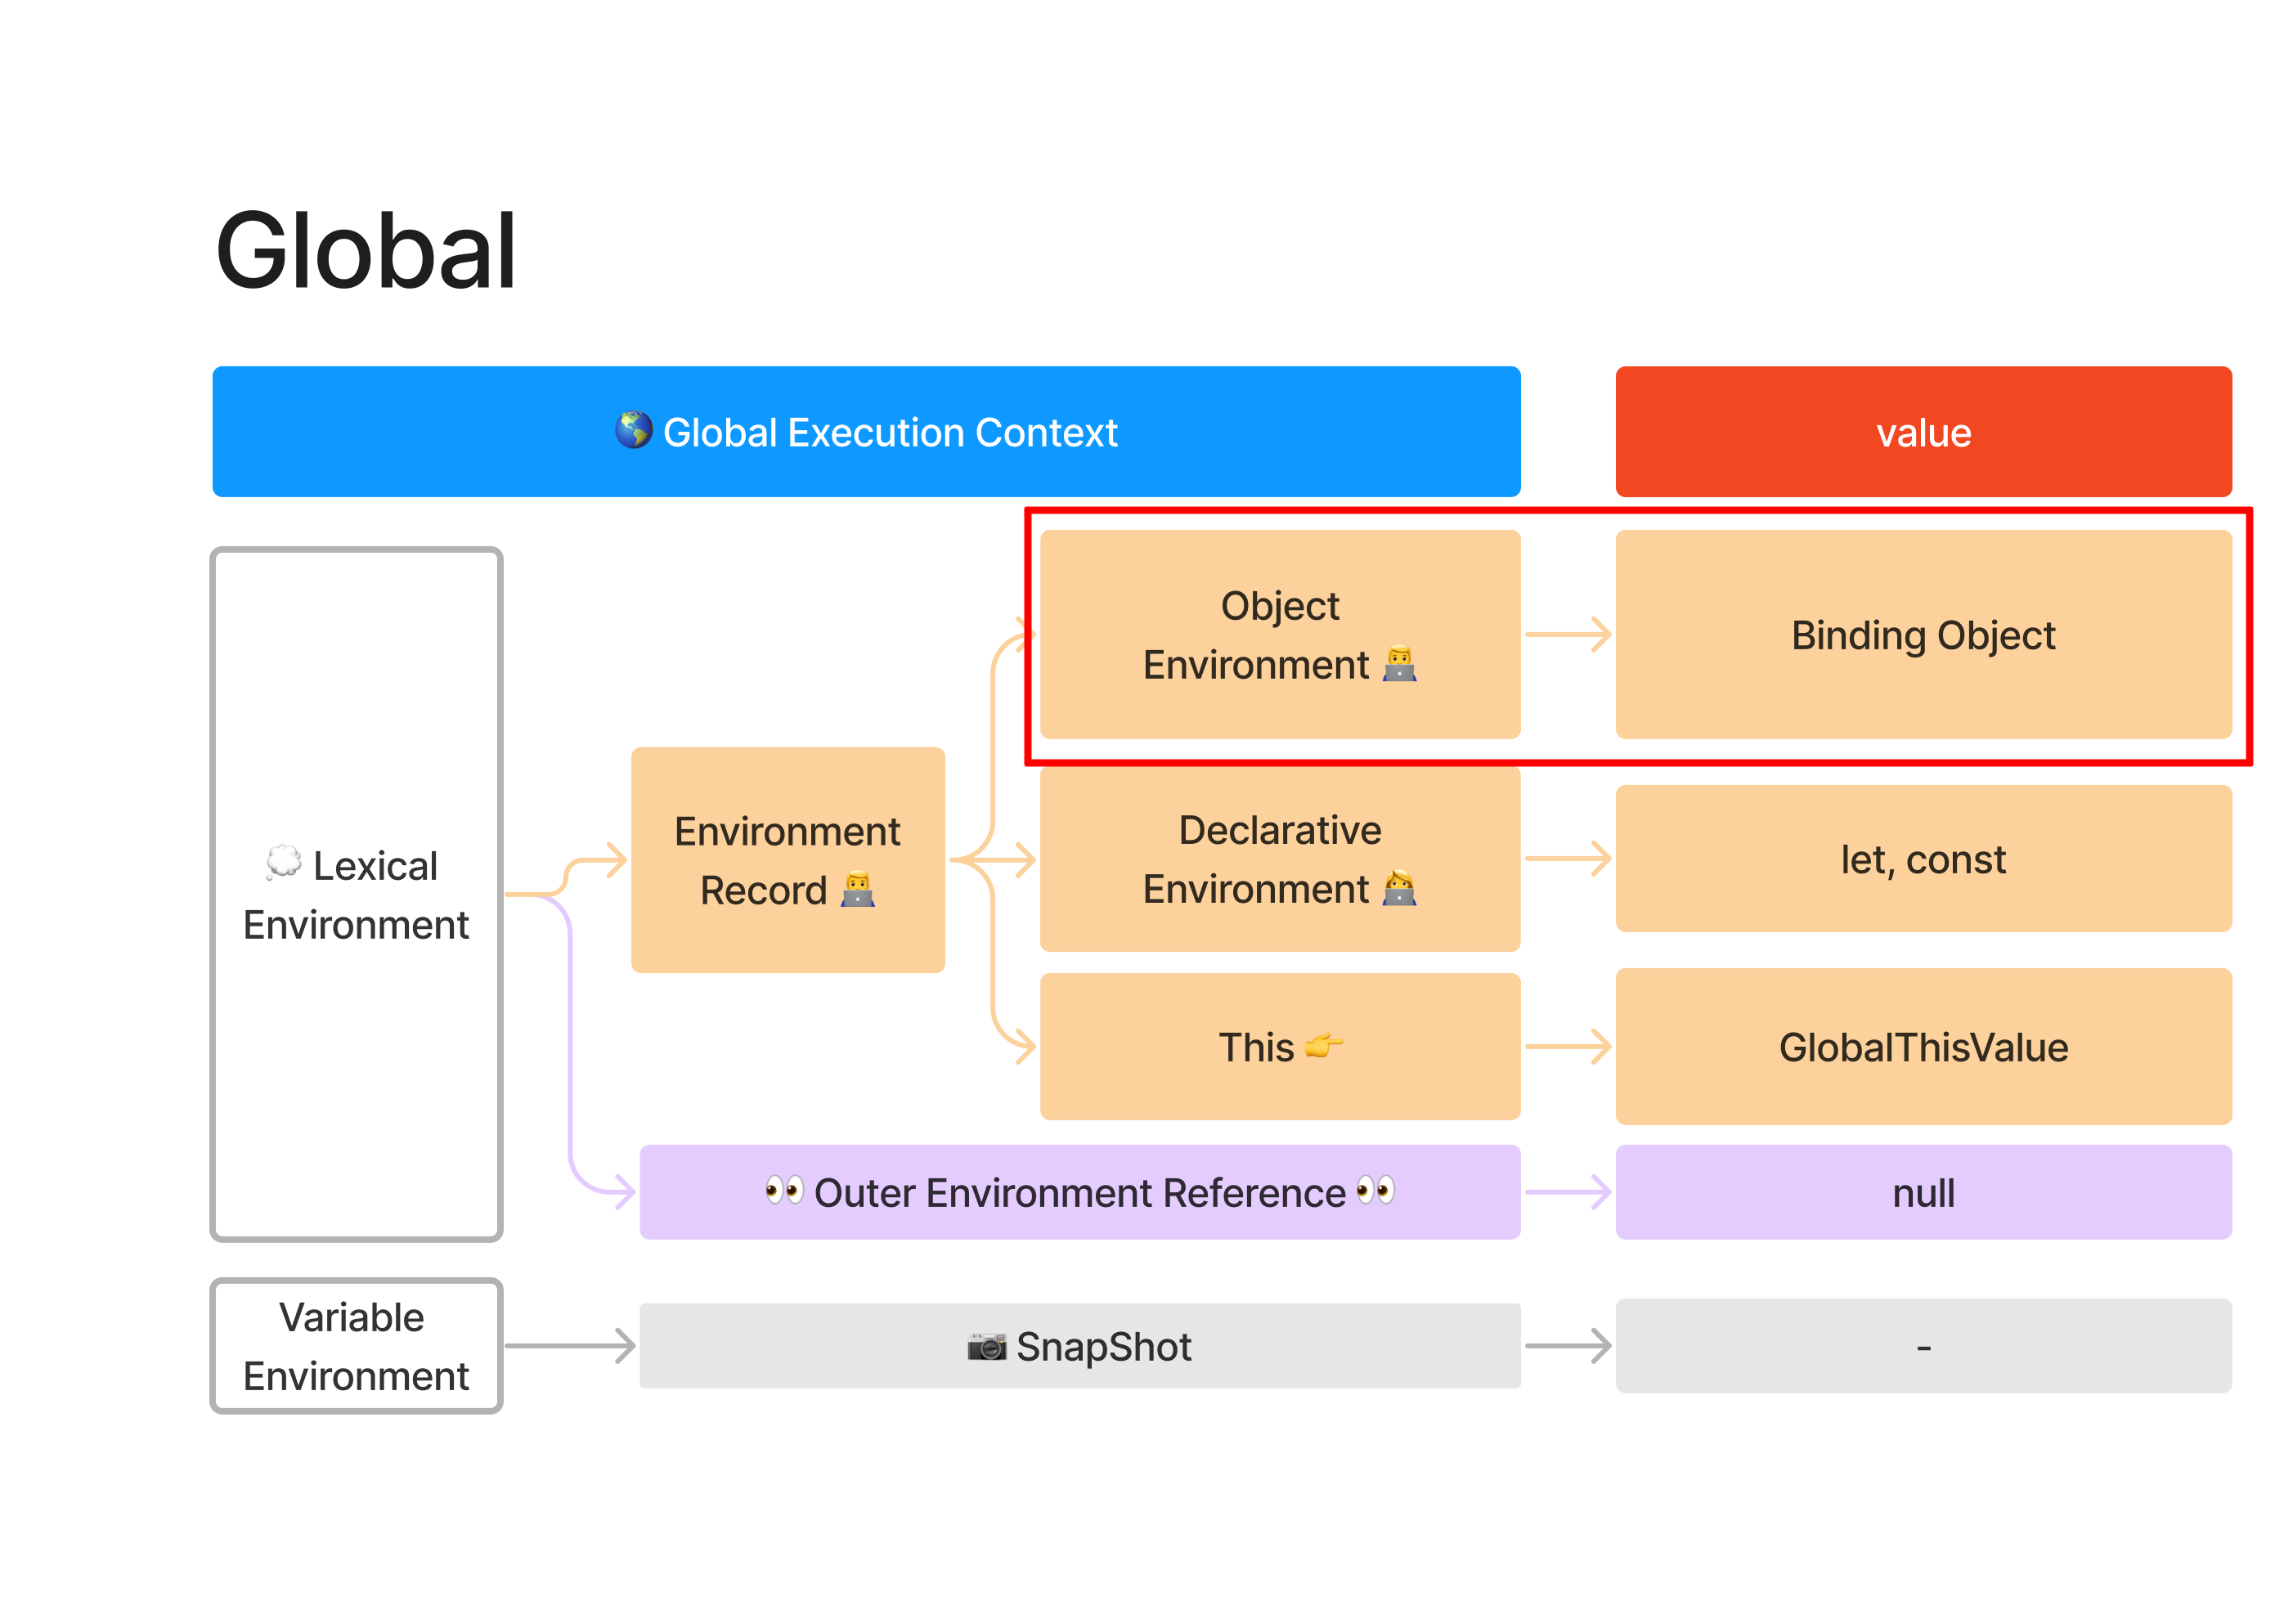 Global
🌎 Global Execution Context
value
Object
Environment 👨‍💻
Binding Object
Environment
Record 👨‍💻
Declarative
Environment 👩‍💻
let, const
💭 Lexical
Environment
This 👉
GlobalThisValue
👀 Outer Environment Reference 👀
null
Variable
Environment
📷 SnapShot
-